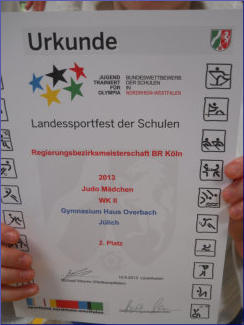 Urkunde
JUGEND TRAINIERT FÜR OLYMPIA
BUNDESWETTBEWERB DER SCHULEN IN NORDRHEIN-WESTFALEN
Landessportfest der Schulen
Regierungsbezirksmeisterschaft BR Köln
2013
Judo Mädchen
WK II
Gymnasium Haus Overbach
Jülich
2. Platz